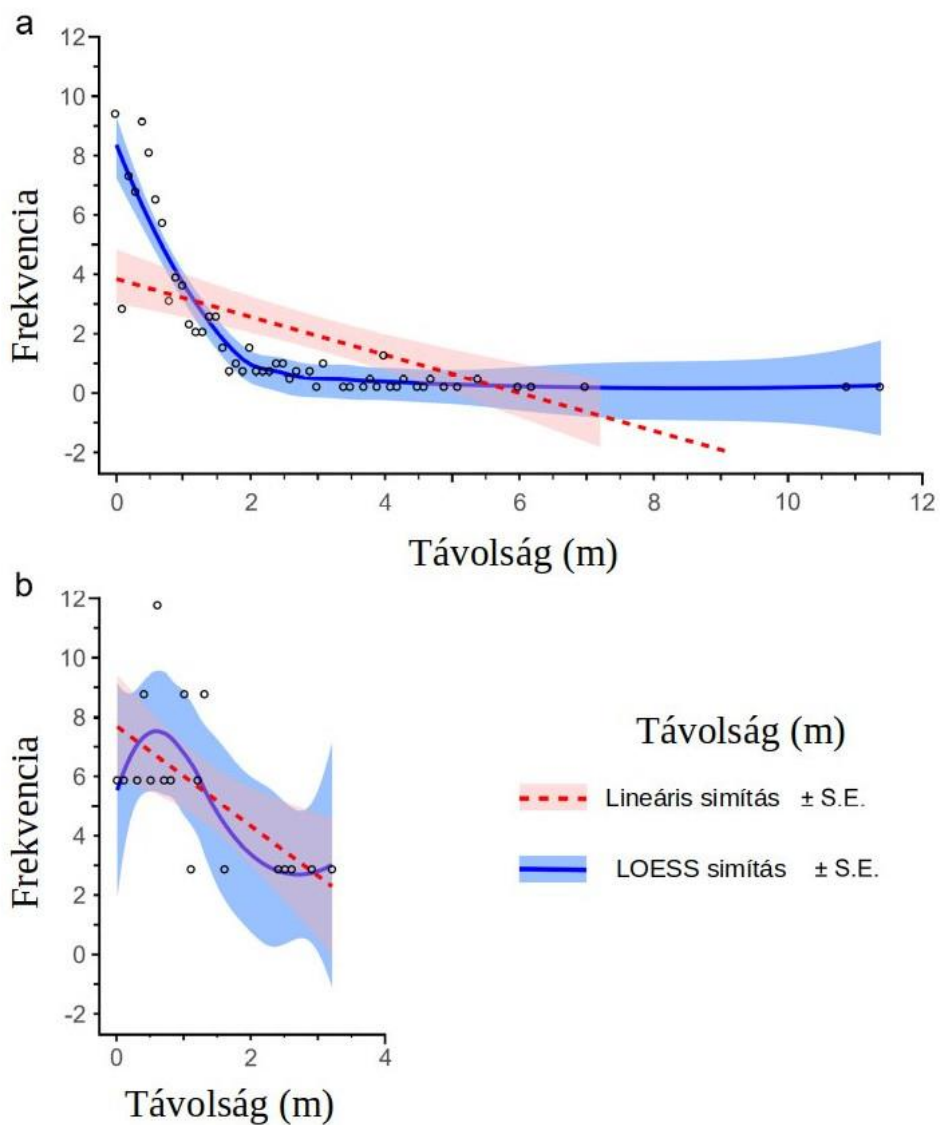 a
12
10
8
6
4
2
0
-2
Frekvencia
0 2 4 6 8 10 12
Távolság (m)
b
12
10
8
6
4
2
0
-2
Frekvencia
0 2 4
Távolság (m)
Távolság (m)
Lineáris simítás ± S.E.
LOESS simítás ± S.E.